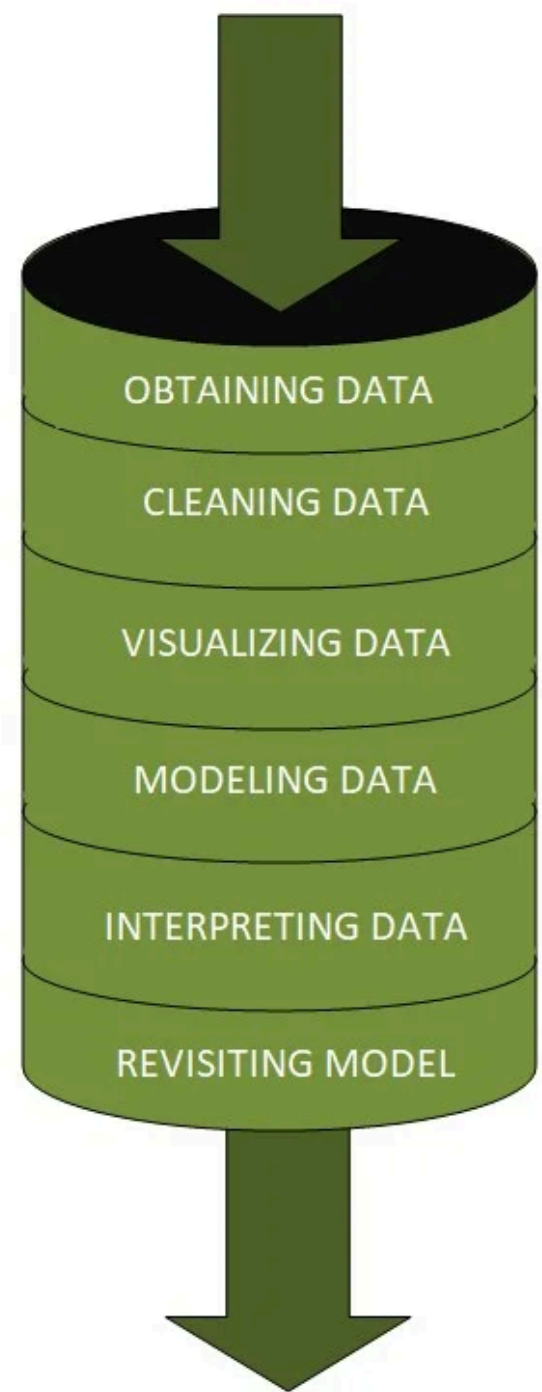 OBTAINING DATA
CLEANING DATA
VISUALIZING DATA
MODELING DATA
INTERPRETING DATA
REVISITING MODEL